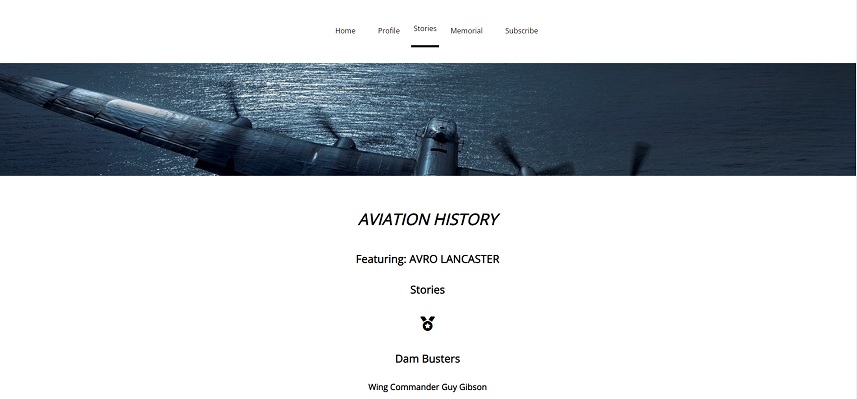 Home Profile Stories Memorial Subscribe
AVIATION HISTORY
Featuring: AVRO LANCASTER
Stories
Dam Busters
Wing Commander Guy Gibson